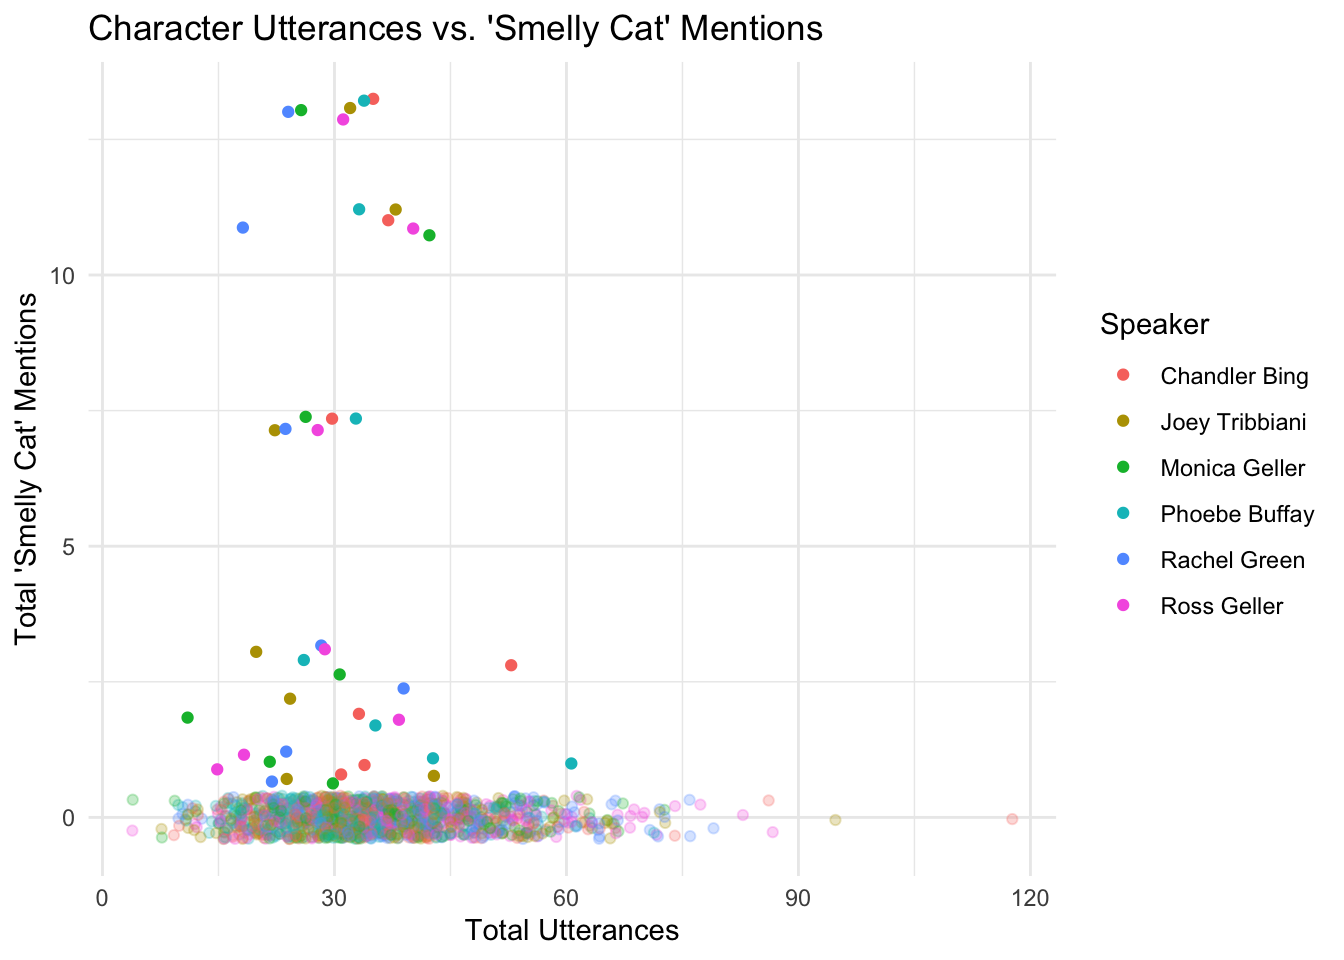 Character Utterances vs. 'Smelly Cat' Mentions
Total 'Smelly Cat' Mentions
10
5
0
0
30
60
90
120
Total Utterances
Speaker
Chandler Bing
Joey Tribbiani
Monica Geller
Phoebe Buffay
Rachel Green
Ross Geller